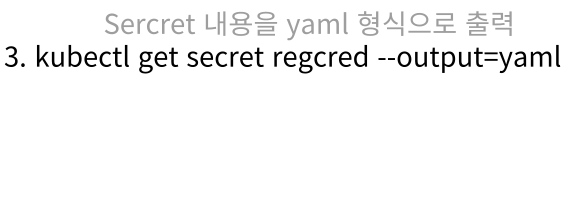 Sercret 내용을 yaml 형식으로 출력
3. kubectl get secret regcred --output=yaml